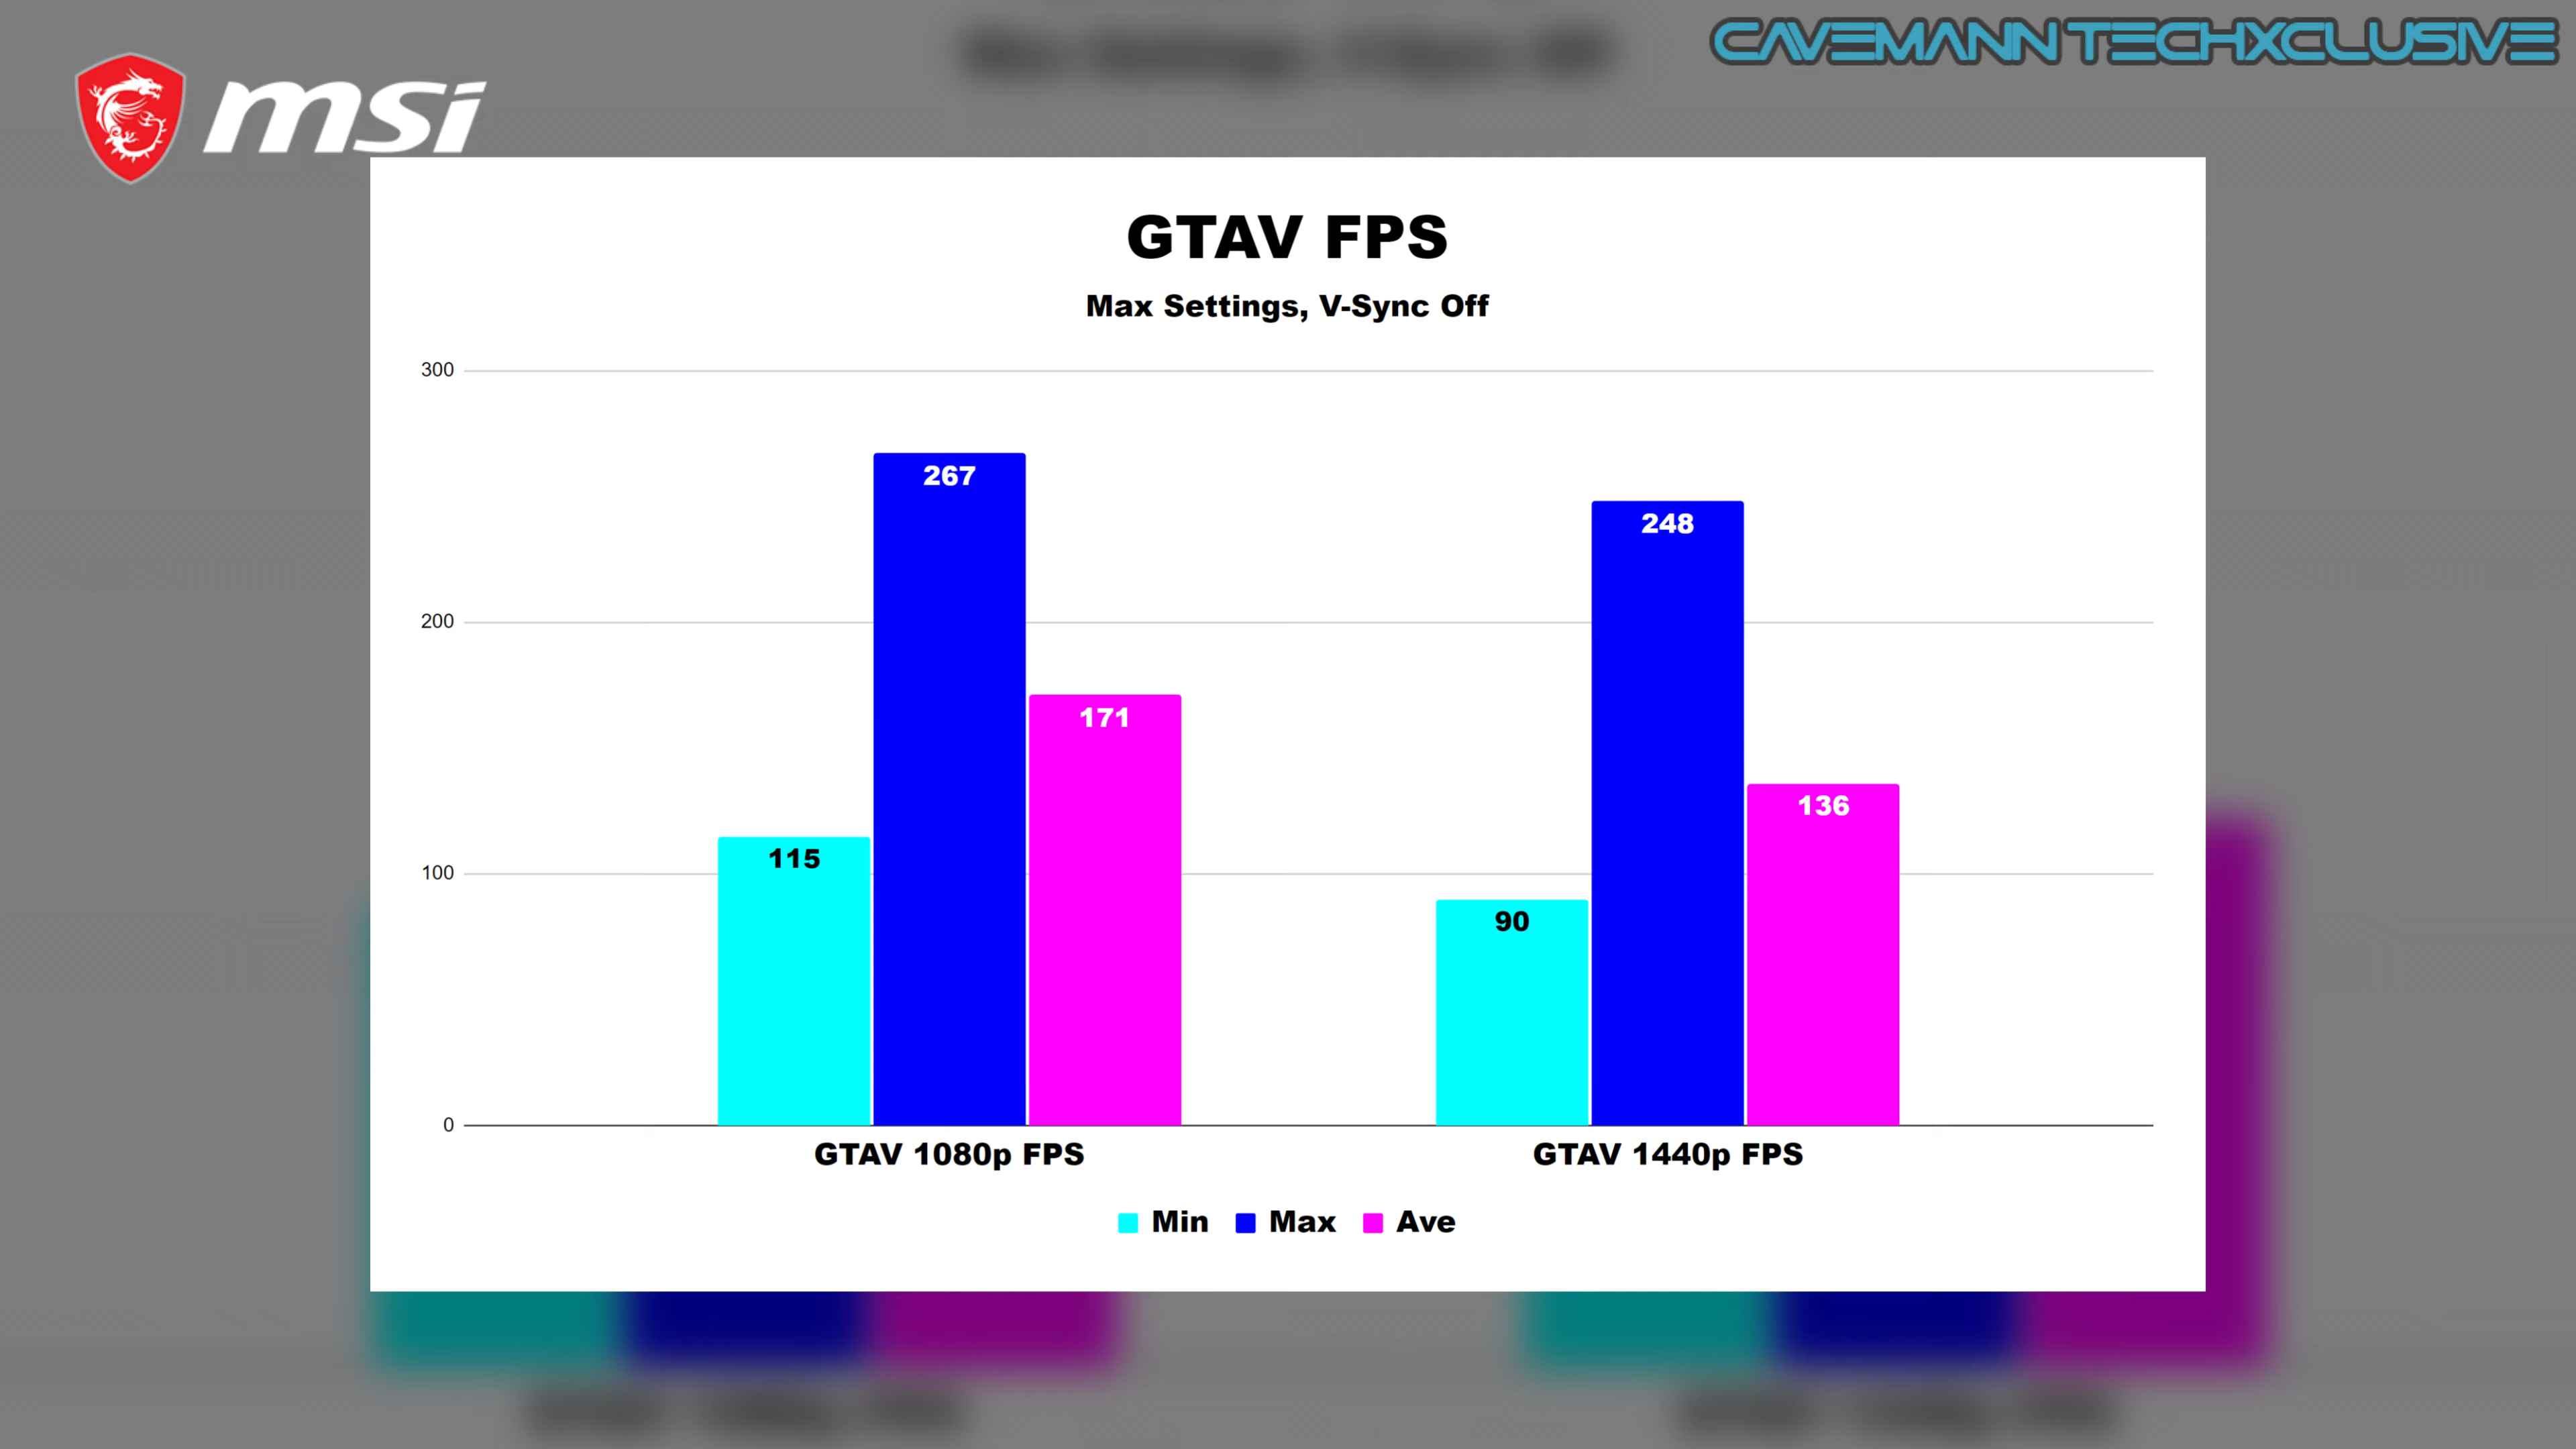 CAVEMANN TECHXCLUSIVE
msi
GTAV FPS
Max Settings, V-Sync Off
300
200
100
0
267
171
115
248
136
90
GTAV 1080p FPS
GTAV 1440p FPS
Min Max Ave